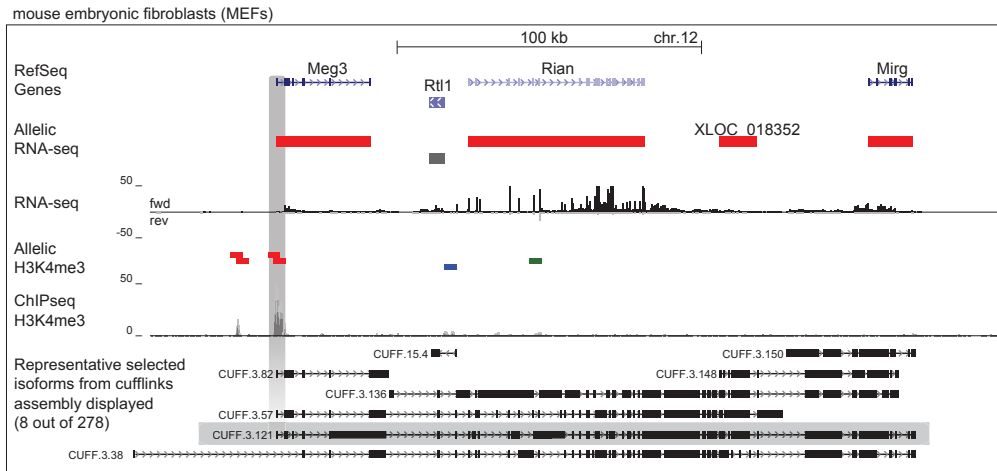 mouse embryonic fibroblasts (MEFs)
100 kb
chr.12
RefSeq
Genes
Meg3
Rtl1
Rian
Mirg
Allelic
RNA-seq
XLOC_018352
RNA-seq
50
fwd
rev
-50
Allelic
H3K4me3
50
ChIPseq
H3K4me3
0
Representative selected
isoforms from cufflinks
assembly displayed
(8 out of 278)
CUFF.15.4
CUFF.3.150
CUFF.3.82
CUFF.3.148
CUFF.3.136
CUFF.3.57
CUFF.3.121
CUFF.3.38